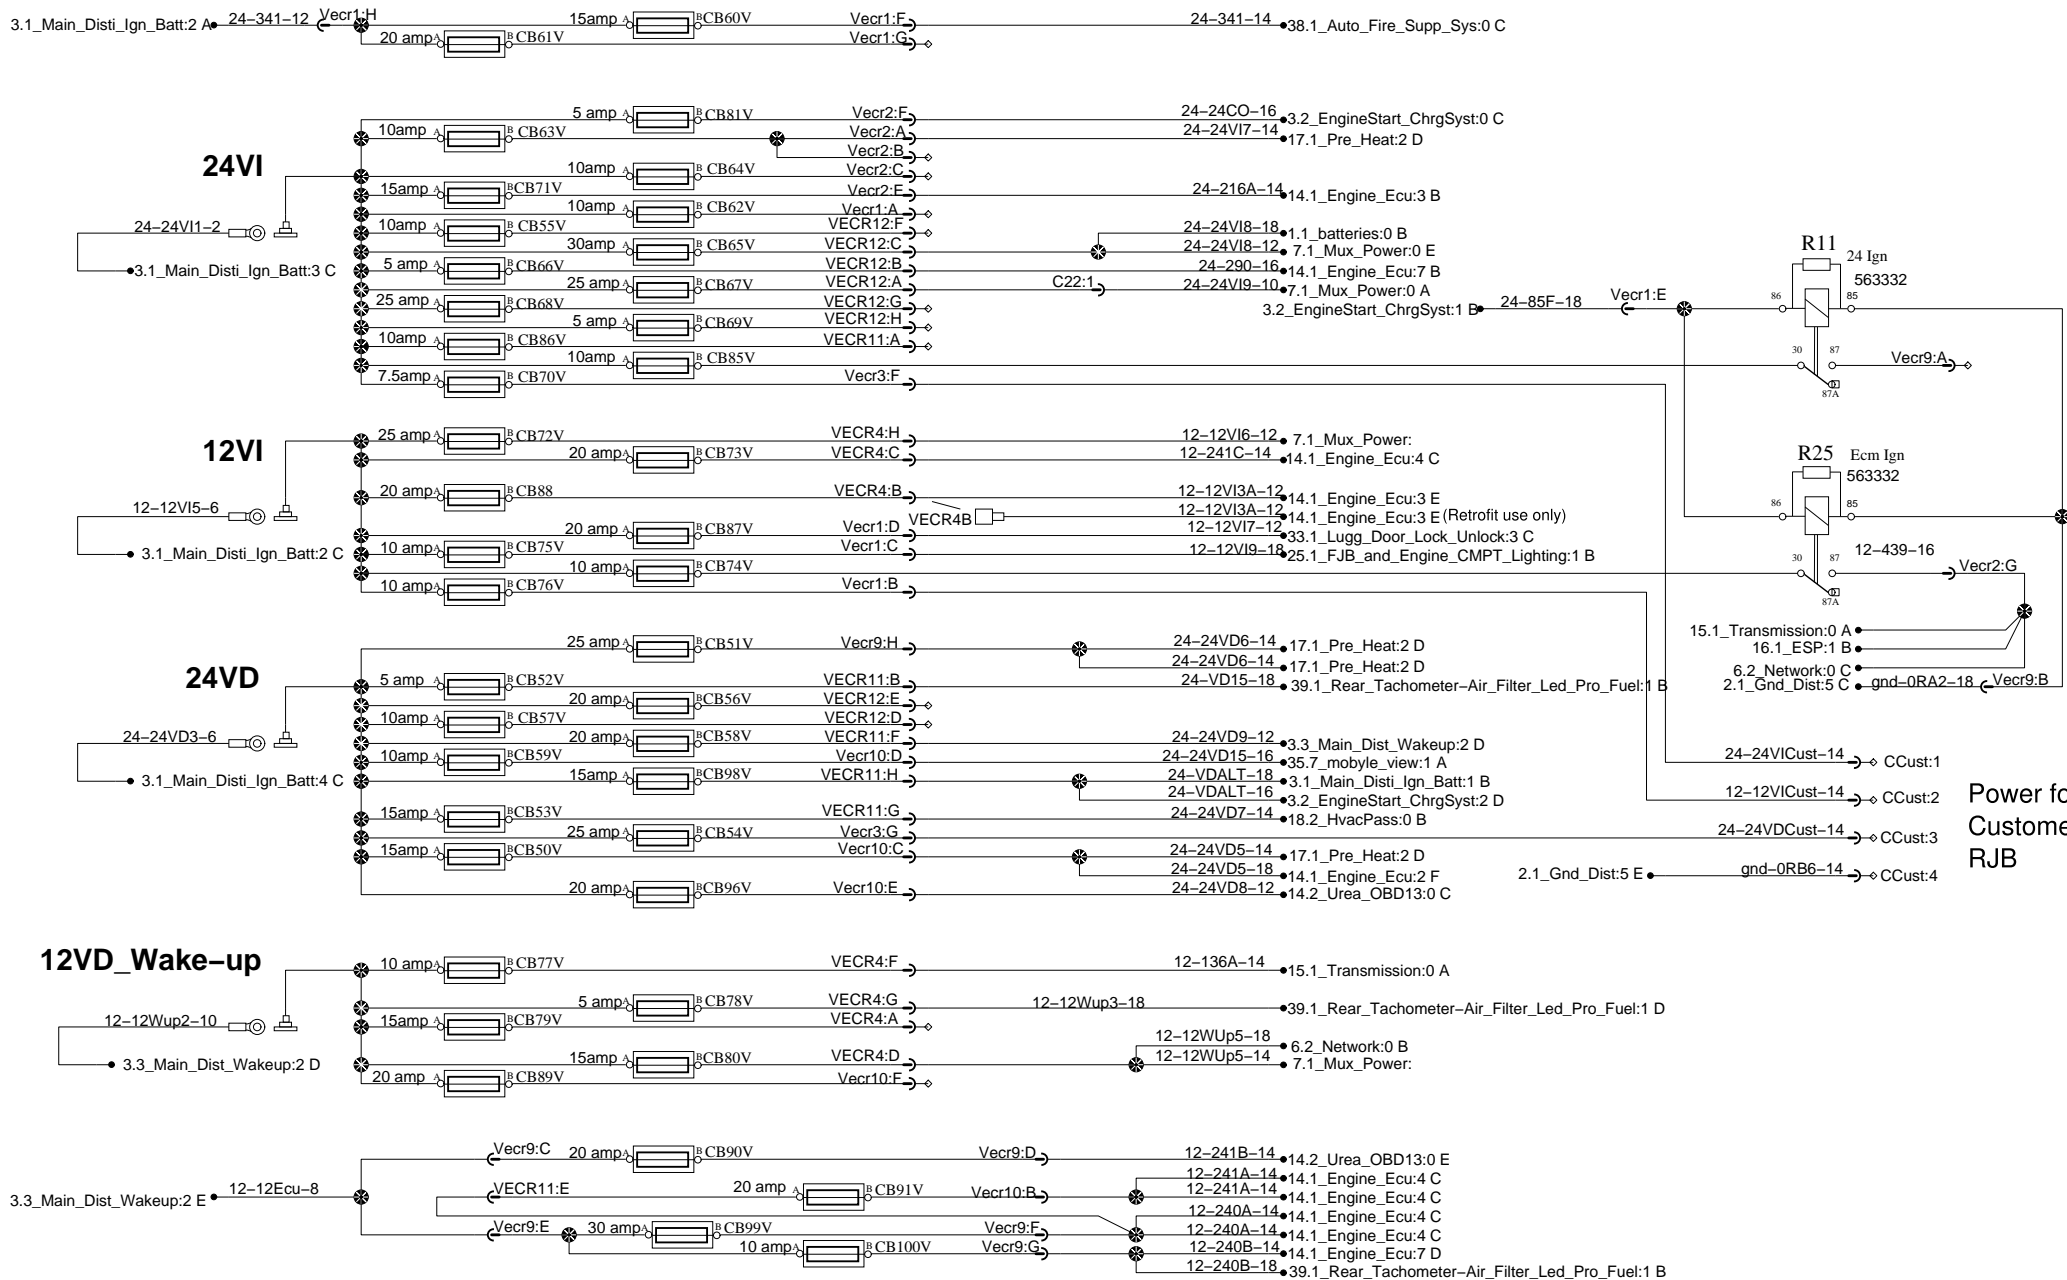 3.1_Main_Disti_Ign_Batt:2 A 24–341–12 Vecr1:H 15amp A B CB60V Vecr1:F 24–341–14 38.1_Auto_Fire_Supp_Sys:0 C
20 amp A B CB61V Vecr1:G
5 amp A B CB81V Vecr2:F 24–24CO–16 3.2_EngineStart_ChrgSyst:0 C
10amp A B CB63V Vecr2:A 24–24VI7–14 17.1_Pre_Heat:2 D
Vecr2:B
24VI
10amp A B CB64V Vecr2:C
15amp A B CB71V Vecr2:E 24–216A–14 14.1_Engine_Ecu:3 B
10amp A B CB62V Vecr1:A
24–24VI1–2 10amp A B CB55V VECR12:F 24–24VI8–18 1.1_batteries:0 B
30amp A B CB65V VECR12:C 24–24VI8–12 7.1_Mux_Power:0 E
3.1_Main_Disti_Ign_Batt:3 C 5 amp A B CB66V VECR12:B 24–290–16 14.1_Engine_Ecu:7 B
25 amp A B CB67V VECR12:A C22:1 24–24VI9–10 7.1_Mux_Power:0 A
R11 24 Ign
563332
25 amp A B CB68V VECR12:G 3.2_EngineStart_ChrgSyst:1 B 24–85F–18 Vecr1:E 86 85
5 amp A B CB69V VECR12:H
10amp A B CB86V VECR11:A
10amp A B CB85V 30 87 Vecr9:A
7.5amp A B CB70V Vecr3:F 87A
12VI
25 amp A B CB72V VECR4:H 12–12VI6–12 7.1_Mux_Power:
20 amp A B CB73V VECR4:C 12–241C–14 14.1_Engine_Ecu:4 C
R25 Ecm Ign
563332
20 amp A B CB88 VECR4:B 12–12VI3A–12 14.1_Engine_Ecu:3 E
12–12VI5–6 VECR4B 12–12VI3A–12 14.1_Engine_Ecu:3 E (Retrofit use only) 86 85
20 amp A B CB87V Vecr1:D 12–12VI7–12 33.1_Lugg_Door_Lock_Unlock:3 C
3.1_Main_Disti_Ign_Batt:2 C 10 amp A B CB75V Vecr1:C 12–12VI9–18 25.1_FJB_and_Engine_CMPT_Lighting:1 B
10 amp A B CB74V 30 87 12–439–16 Vecr2:G
10 amp A B CB76V Vecr1:B 87A
15.1_Transmission:0 A
16.1_ESP:1 B
6.2_Network:0 C
2.1_Gnd_Dist:5 C gnd–0RA2–18 Vecr9:B
24VD
25 amp A B CB51V Vecr9:H 24–24VD6–14 17.1_Pre_Heat:2 D
24–24VD6–14 17.1_Pre_Heat:2 D
5 amp A B CB52V VECR11:B 24–VD15–18 39.1_Rear_Tachometer–Air_Filter_Led_Pro_Fuel:1 B
20 amp A B CB56V VECR12:E
10amp A B CB57V VECR12:D
24–24VD3–6 20 amp A B CB58V VECR11:F 24–24VD9–12 3.3_Main_Dist_Wakeup:2 D
10amp A B CB59V Vecr10:D 24–24VD15–16 35.7_mobyle_view:1 A 24–24VICust–14 CCust:1
3.1_Main_Disti_Ign_Batt:4 C 15amp A B CB98V VECR11:H 24–VDALT–18 3.1_Main_Disti_Ign_Batt:1 B
24–VDALT–16 3.2_EngineStart_ChrgSyst:2 D 12–12VICust–14 CCust:2
15amp A B CB53V VECR11:G 24–24VD7–14 18.2_HvacPass:0 B
25 amp A B CB54V Vecr3:G 24–24VDCust–14 CCust:3
15amp A B CB50V Vecr10:C 24–24VD5–14 17.1_Pre_Heat:2 D
24–24VD5–18 14.1_Engine_Ecu:2 F 2.1_Gnd_Dist:5 E gnd–0RB6–14 CCust:4
20 amp A B CB96V Vecr10:E 24–24VD8–12 14.2_Urea_OBD13:0 C
Power fo
Custome
RJB
12VD_Wake–up
10 amp A B CB77V VECR4:F 12–136A–14 15.1_Transmission:0 A
5 amp A B CB78V VECR4:G 12–12Wup3–18 39.1_Rear_Tachometer–Air_Filter_Led_Pro_Fuel:1 D
12–12Wup2–10 15amp A B CB79V VECR4:A
12–12WUp5–18 6.2_Network:0 B
3.3_Main_Dist_Wakeup:2 D 15amp A B CB80V VECR4:D 12–12WUp5–14 7.1_Mux_Power:
20 amp A B CB89V Vecr10:F
Vecr9:C 20 amp A B CB90V Vecr9:D 12–241B–14 14.2_Urea_OBD13:0 E
12–241A–14 14.1_Engine_Ecu:4 C
3.3_Main_Dist_Wakeup:2 E 12–12Ecu–8 VECR11:E 20 amp A B CB91V Vecr10:B 12–241A–14 14.1_Engine_Ecu:4 C
12–240A–14 14.1_Engine_Ecu:4 C
Vecr9:E 30 amp A B CB99V Vecr9:F 12–240A–14 14.1_Engine_Ecu:4 C
10 amp A B CB100V Vecr9:G 12–240B–14 14.1_Engine_Ecu:7 D
12–240B–18 39.1_Rear_Tachometer–Air_Filter_Led_Pro_Fuel:1 B